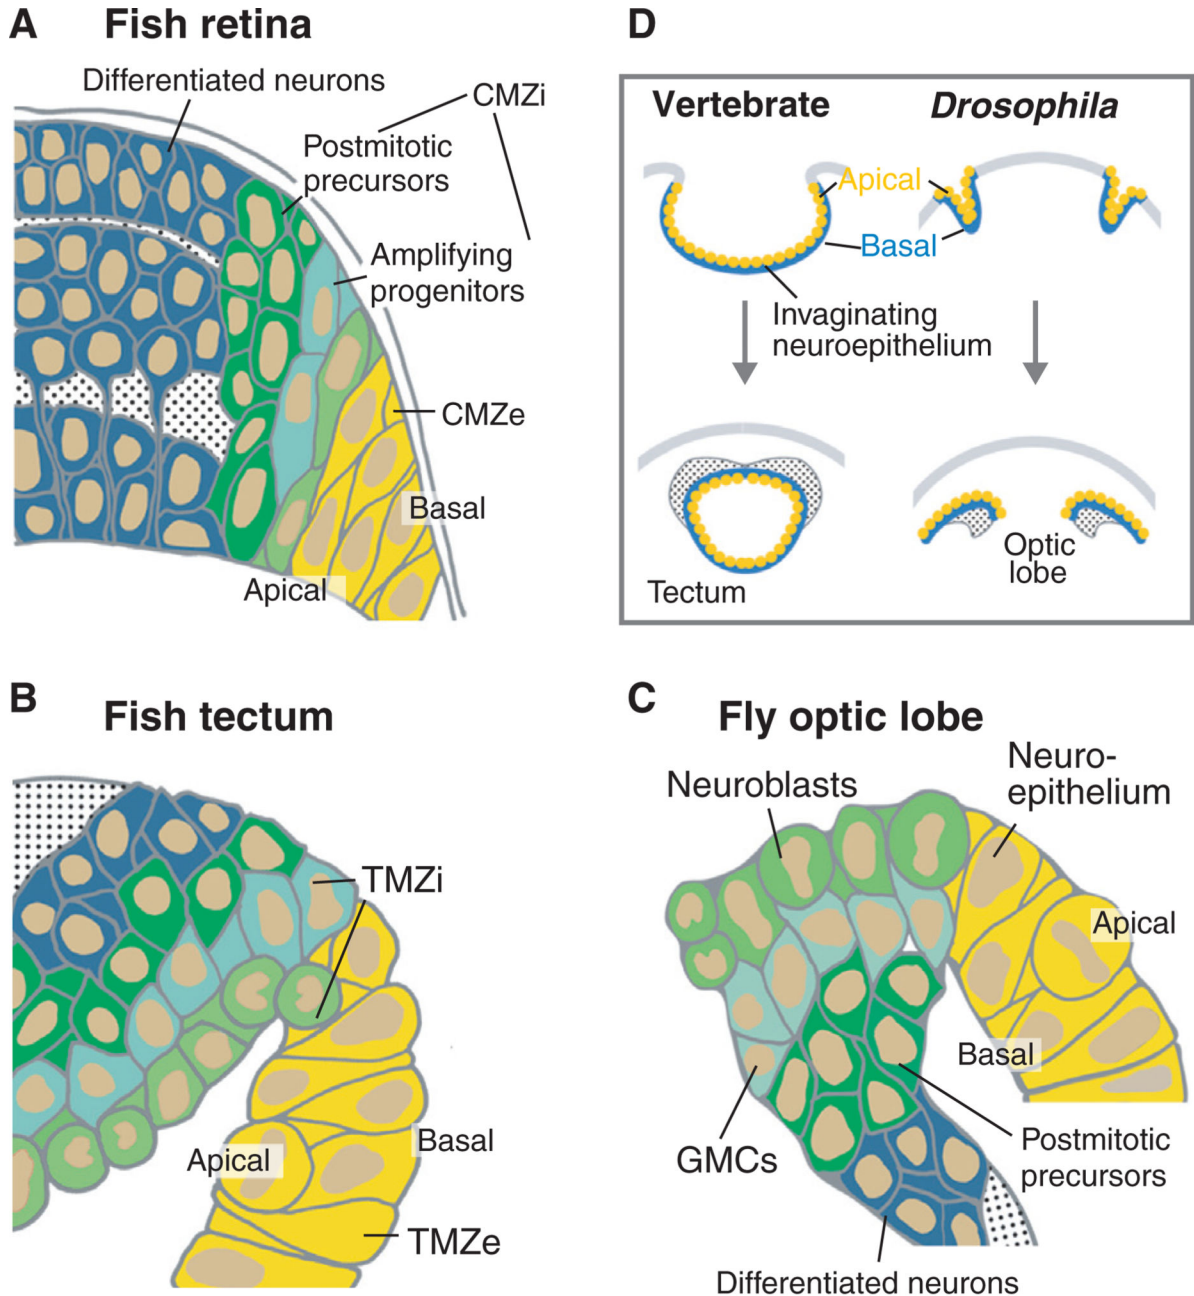 A Fish retina
Differentiated neurons
CMZi
Postmitotic
precursors
Amplifying
progenitors
CMZe
Basal
Apical
D
Vertebrate
Drosophila
Apical
Basal
Invaginating
neuroepithelium
Tectum
Optic
lobe
B Fish tectum
TMZi
Apical
Basal
TMZe
C Fly optic lobe
Neuroblasts
Neuro-
epithelium
Apical
Basal
GMCs
Postmitotic
precursors
Differentiated neurons